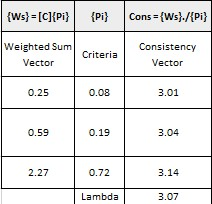 {Ws} = [C]{Pi} {Pi} Cons = {Ws}./{Pi}
Weighted Sum Vector Criteria Consistency Vector
0.25 0.08 3.01
0.59 0.19 3.04
2.27 0.72 3.14
Lambda 3.07